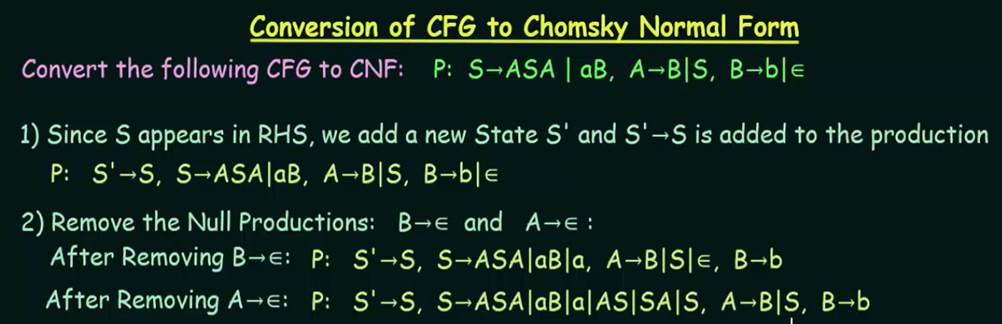 Conversion of CFG to Chomsky Normal Form
Convert the following CFG to CNF: P: S→ASA | aB, A→B|S, B→b|∈
1) Since S appears in RHS, we add a new State S' and S'→S is added to the production
P: S'→S, S→ASA|aB, A→B|S, B→b|∈
2) Remove the Null Productions: B→∈ and A→∈ :
After Removing B→∈: P: S'→S, S→ASA|aB|a, A→B|S|∈, B→b
After Removing A→∈: P: S'→S, S→ASA|aB|a|AS|SA|S, A→B|S, B→b